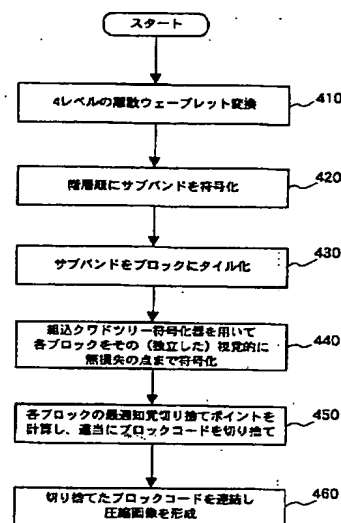 スタート
4レベルの離散ウェーブレット変換
410
階層順にサブバンドを符号化
420
サブバンドをブロックにタイル化
430
組込クワドツリー符号化器を用いて
各ブロックをその(独立した)視覚的に
無損失の点まで符号化
440
各ブロックの最適知覚切り捨てポイントを
計算し、適当にブロックコードを切り捨て
450
切り捨てたブロックコードを連結し
圧縮画像を形成
460